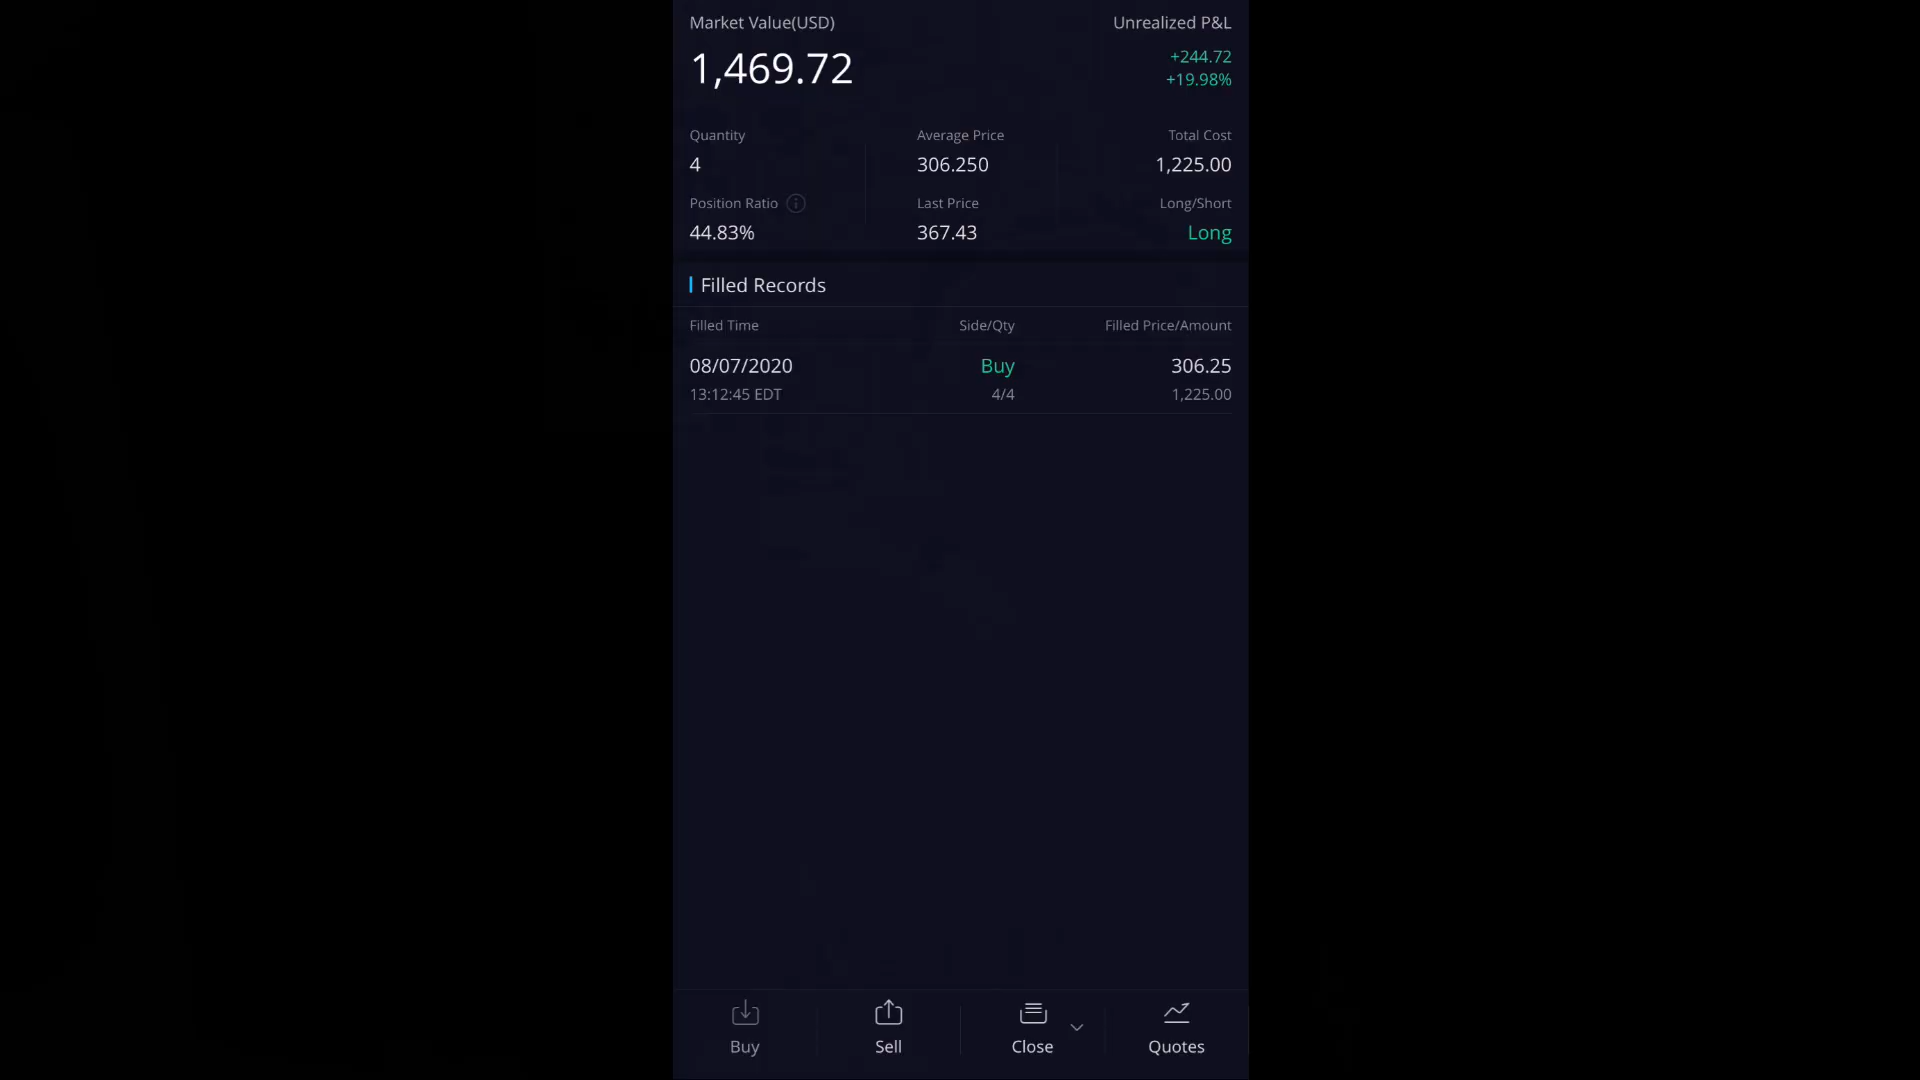 Market Value(USD) Unrealized P&L
1,469.72 +244.72
+19.98%
Quantity Average Price Total Cost
4 306.250 1,225.00
Position Ratio Last Price Long/Short
44.83% 367.43 Long
Filled Records
Filled Time Side/Qty Filled Price/Amount
08/07/2020 Buy 306.25
13:12:45 EDT 4/4 1,225.00
Buy Sell Close Quotes